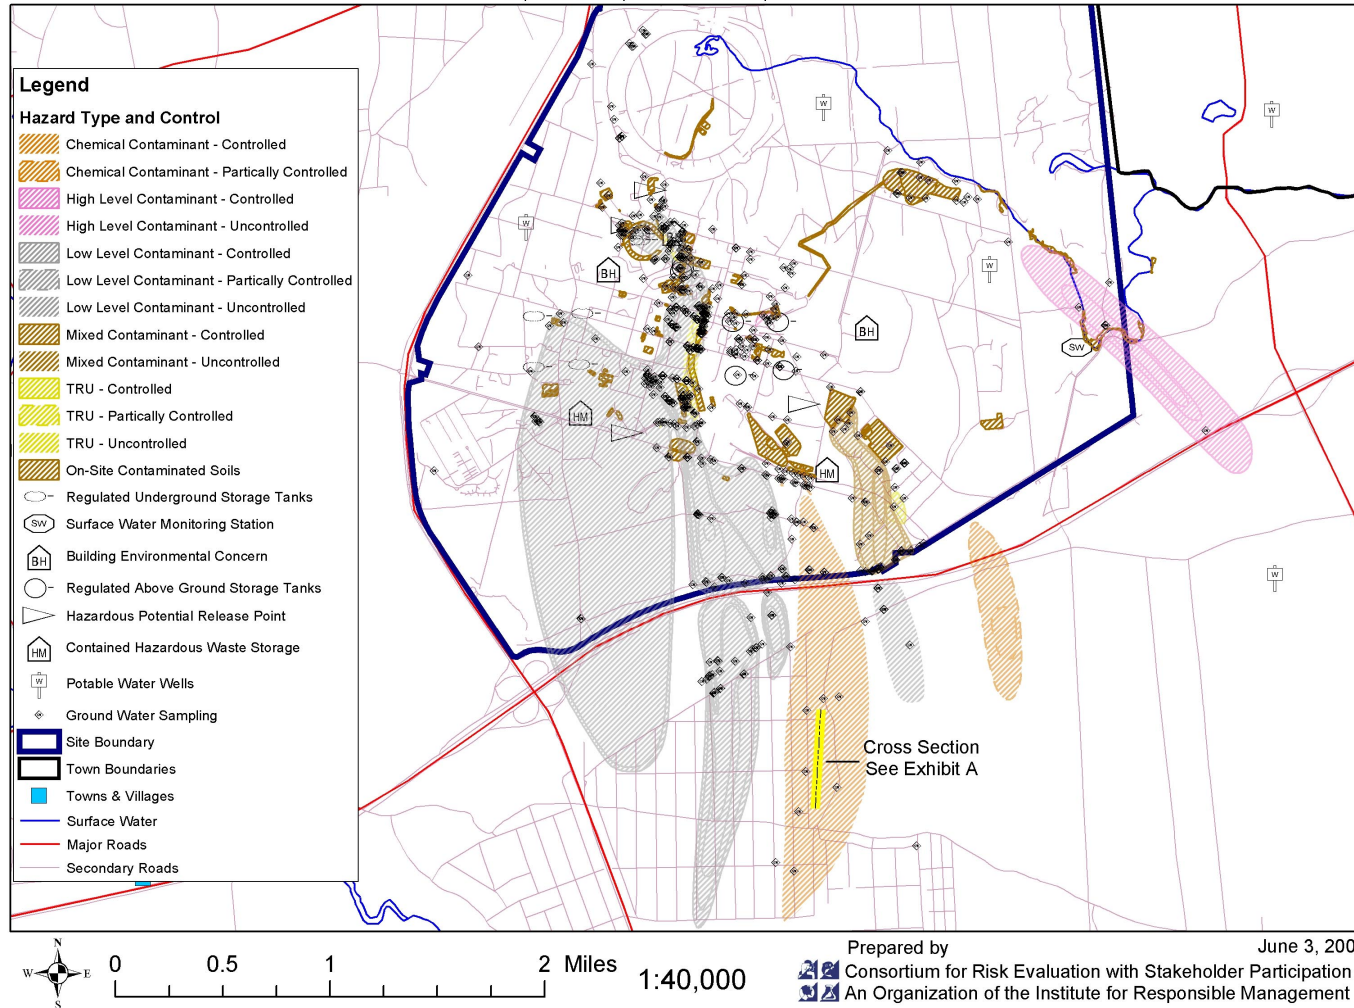 Legend
Hazard Type and Control
Chemical Contaminant - Controlled
Chemical Contaminant - Partically Controlled
High Level Contaminant - Controlled
High Level Contaminant - Uncontrolled
Low Level Contaminant - Controlled
Low Level Contaminant - Partically Controlled
Low Level Contaminant - Uncontrolled
Mixed Contaminant - Controlled
Mixed Contaminant - Uncontrolled
TRU - Controlled
TRU - Partically Controlled
TRU - Uncontrolled
On-Site Contaminated Soils
Regulated Underground Storage Tanks
SW Surface Water Monitoring Station
BH Building Environmental Concern
Regulated Above Ground Storage Tanks
Hazardous Potential Release Point
HM Contained Hazardous Waste Storage
W Potable Water Wells
Ground Water Sampling
Site Boundary
Town Boundaries
Towns & Villages
Surface Water
Major Roads
Secondary Roads
W
W
W
W
BH
BH
SW
HM
HM
W
Cross Section
See Exhibit A
N
W E
S
0 0.5 1 2 Miles
1:40,000
Prepared by
June 3, 200
Consortium for Risk Evaluation with Stakeholder Participation
An Organization of the Institute for Responsible Management